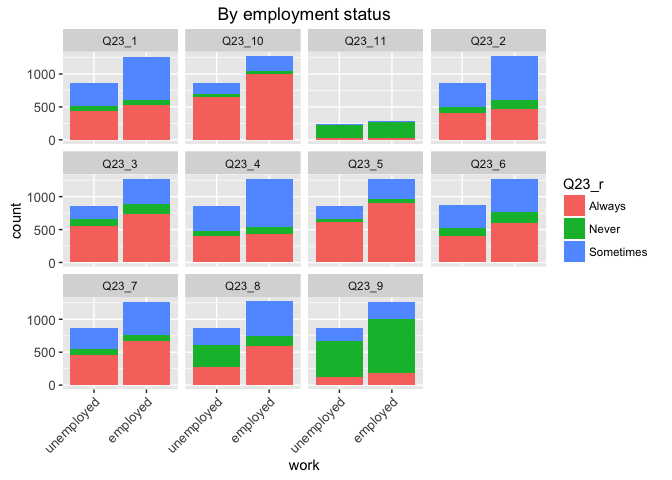 By employment status
Q23_1 Q23_10 Q23_11 Q23_2
1000
500
0
Q23_3 Q23_4 Q23_5 Q23_6
1000
500
0
Q23_7 Q23_8 Q23_9
1000
500
0
unemployed employed unemployed employed unemployed employed
work
count
Q23_r
Always
Never
Sometimes